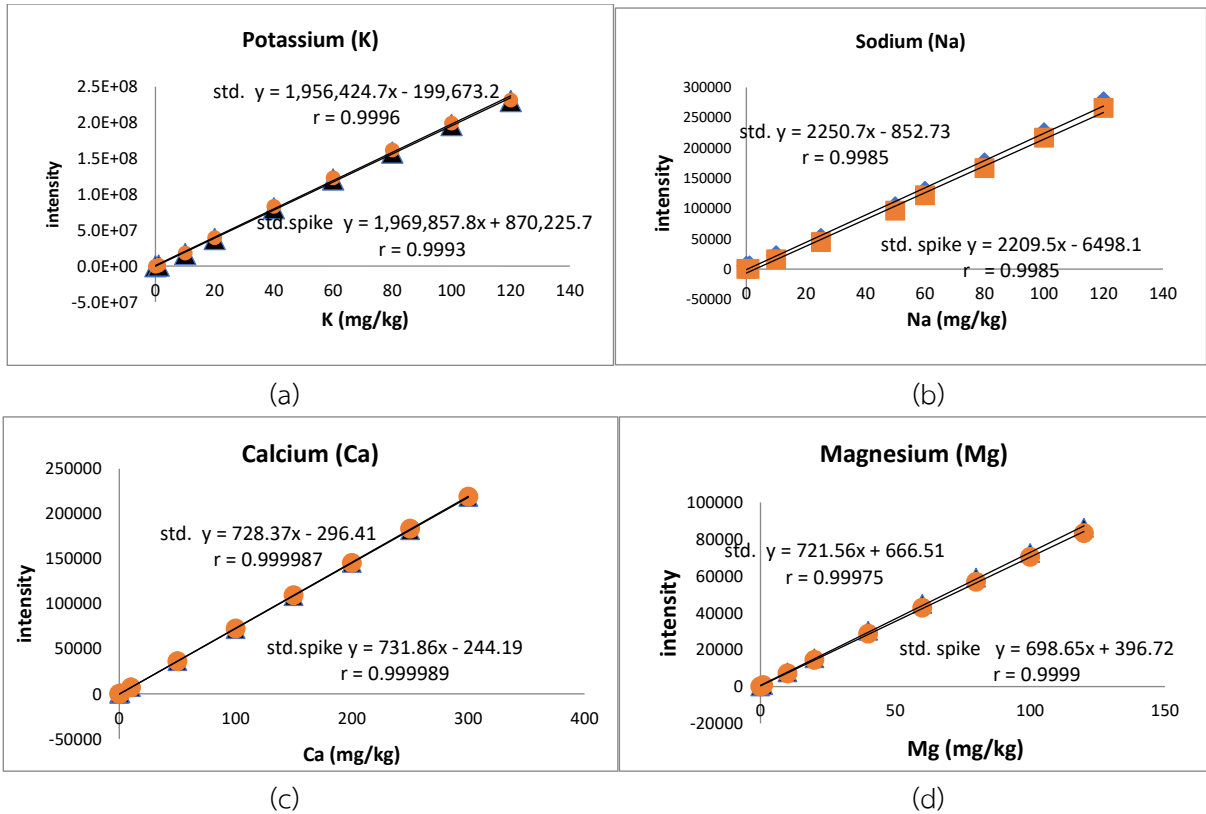 Potassium (K)
2.5E+08
2.0E+08
1.5E+08
1.0E+08
5.0E+07
0.0E+00
-5.0E+07
intensity
std. y = 1,956,424.7x - 199,673.2
r = 0.9996
std.spike y = 1,969,857.8x + 870,225.7
r = 0.9993
0 20 40 60 80 100 120 140
K (mg/kg)
(a)
Sodium (Na)
300000
250000
200000
150000
100000
50000
0
-50000
intensity
std. y = 2250.7x - 852.73
r = 0.9985
std. spike y = 2209.5x - 6498.1
r = 0.9985
0 20 40 60 80 100 120 140
Na (mg/kg)
(b)
Calcium (Ca)
250000
200000
150000
100000
50000
0
-50000
intensity
std. y = 728.37x - 296.41
r = 0.999987
std.spike y = 731.86x - 244.19
r = 0.999989
0 100 200 300 400
Ca (mg/kg)
(c)
Magnesium (Mg)
100000
80000
60000
40000
20000
0
-20000
intensity
std. y = 721.56x + 666.51
r = 0.99975
std. spike y = 698.65x + 396.72
r = 0.9999
0 50 100 150
Mg (mg/kg)
(d)